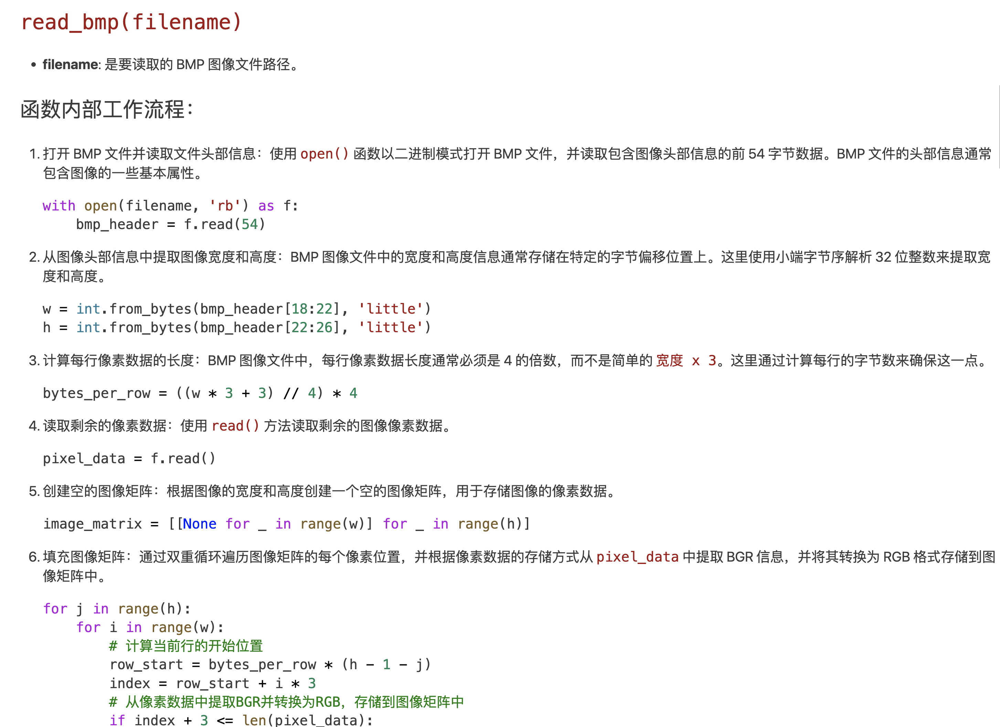 read_bmp(filename)
• filename: 是要读取的 BMP 图像文件路径。
函数内部工作流程：
1. 打开 BMP 文件并读取文件头部信息：使用 open() 函数以二进制模式打开 BMP 文件，并读取包含图像头部信息的前 54 字节数据。BMP 文件的头部信息通常
包含图像的一些基本属性。
with open(filename, 'rb') as f:
    bmp_header = f.read(54)
2. 从图像头部信息中提取图像宽度和高度：BMP 图像文件中的宽度和高度信息通常存储在特定的字节偏移位置上。这里使用小端字节序解析 32 位整数来提取宽
度和高度。
w = int.from_bytes(bmp_header[18:22], 'little')
h = int.from_bytes(bmp_header[22:26], 'little')
3. 计算每行像素数据的长度：BMP 图像文件中，每行像素数据长度通常必须是 4 的倍数，而不是简单的 宽度 x 3。这里通过计算每行的字节数来确保这一点。
bytes_per_row = ((w * 3 + 3) // 4) * 4
4. 读取剩余的像素数据：使用 read() 方法读取剩余的图像像素数据。
pixel_data = f.read()
5. 创建空的图像矩阵：根据图像的宽度和高度创建一个空的图像矩阵，用于存储图像的像素数据。
image_matrix = [[None for _ in range(w)] for _ in range(h)]
6. 填充图像矩阵：通过双重循环遍历图像矩阵的每个像素位置，并根据像素数据的存储方式从 pixel_data 中提取 BGR 信息，并将其转换为 RGB 格式存储到图
像矩阵中。
for j in range(h):
    for i in range(w):
        # 计算当前行的开始位置
        row_start = bytes_per_row * (h - 1 - j)
        index = row_start + i * 3
        # 从像素数据中提取BGR并转换为RGB，存储到图像矩阵中
        if index + 3 <= len(pixel_data):